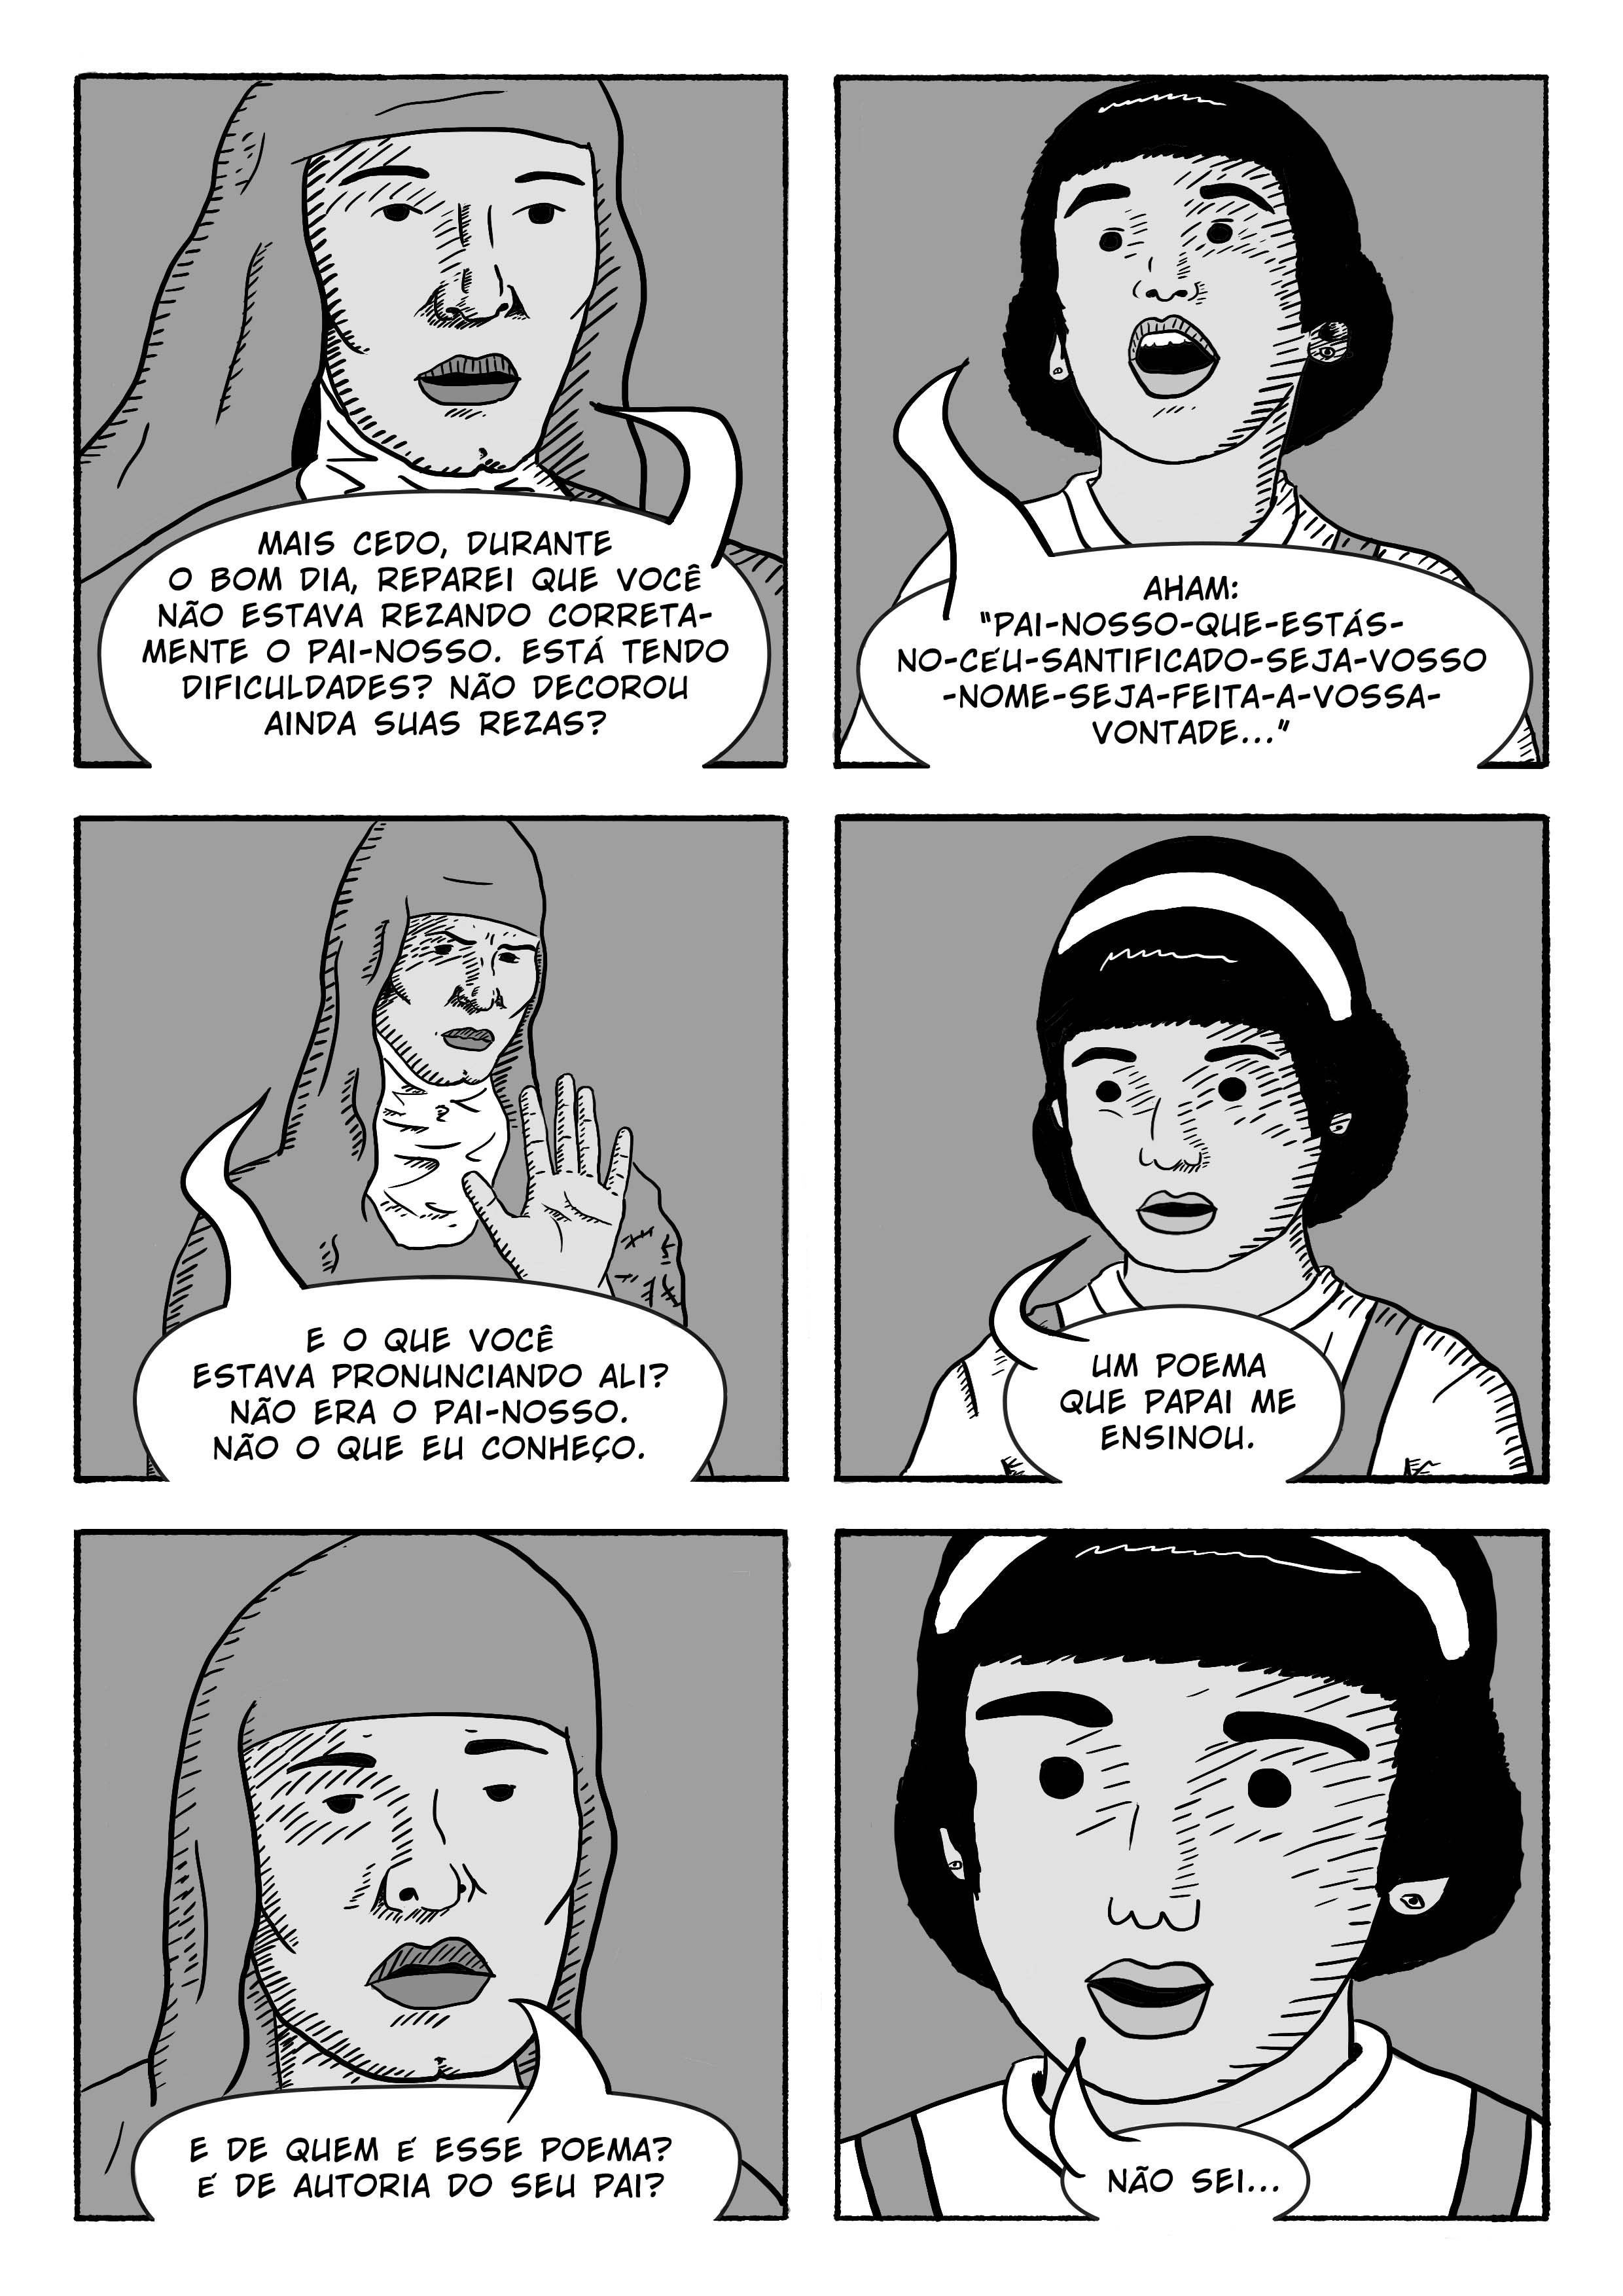 MAIS CEDO, DURANTE
O BOM DIA, REPAREI QUE VOCÊ
NÃO ESTAVA REZANDO CORRETA-
MENTE O PAI-NOSSO. ESTÁ TENDO
DIFICULDADES? NÃO DECOROU
AINDA SUAS REZAS?
AHAM:
"PAI-NOSSO-QUE-ESTÁS-
NO-CÉU-SANTIFICADO-SEJA-VOSSO
-NOME-SEJA-FEITA-A-VOSSA-
VONTADE..."
E O QUE VOCÊ
ESTAVA PRONUNCIANDO ALI?
NÃO ERA O PAI-NOSSO.
NÃO O QUE EU CONHEÇO.
UM POEMA
QUE PAPAI ME
ENSINOU.
E DE QUEM É ESSE POEMA?
É DE AUTORIA DO SEU PAI?
NÃO SEI...